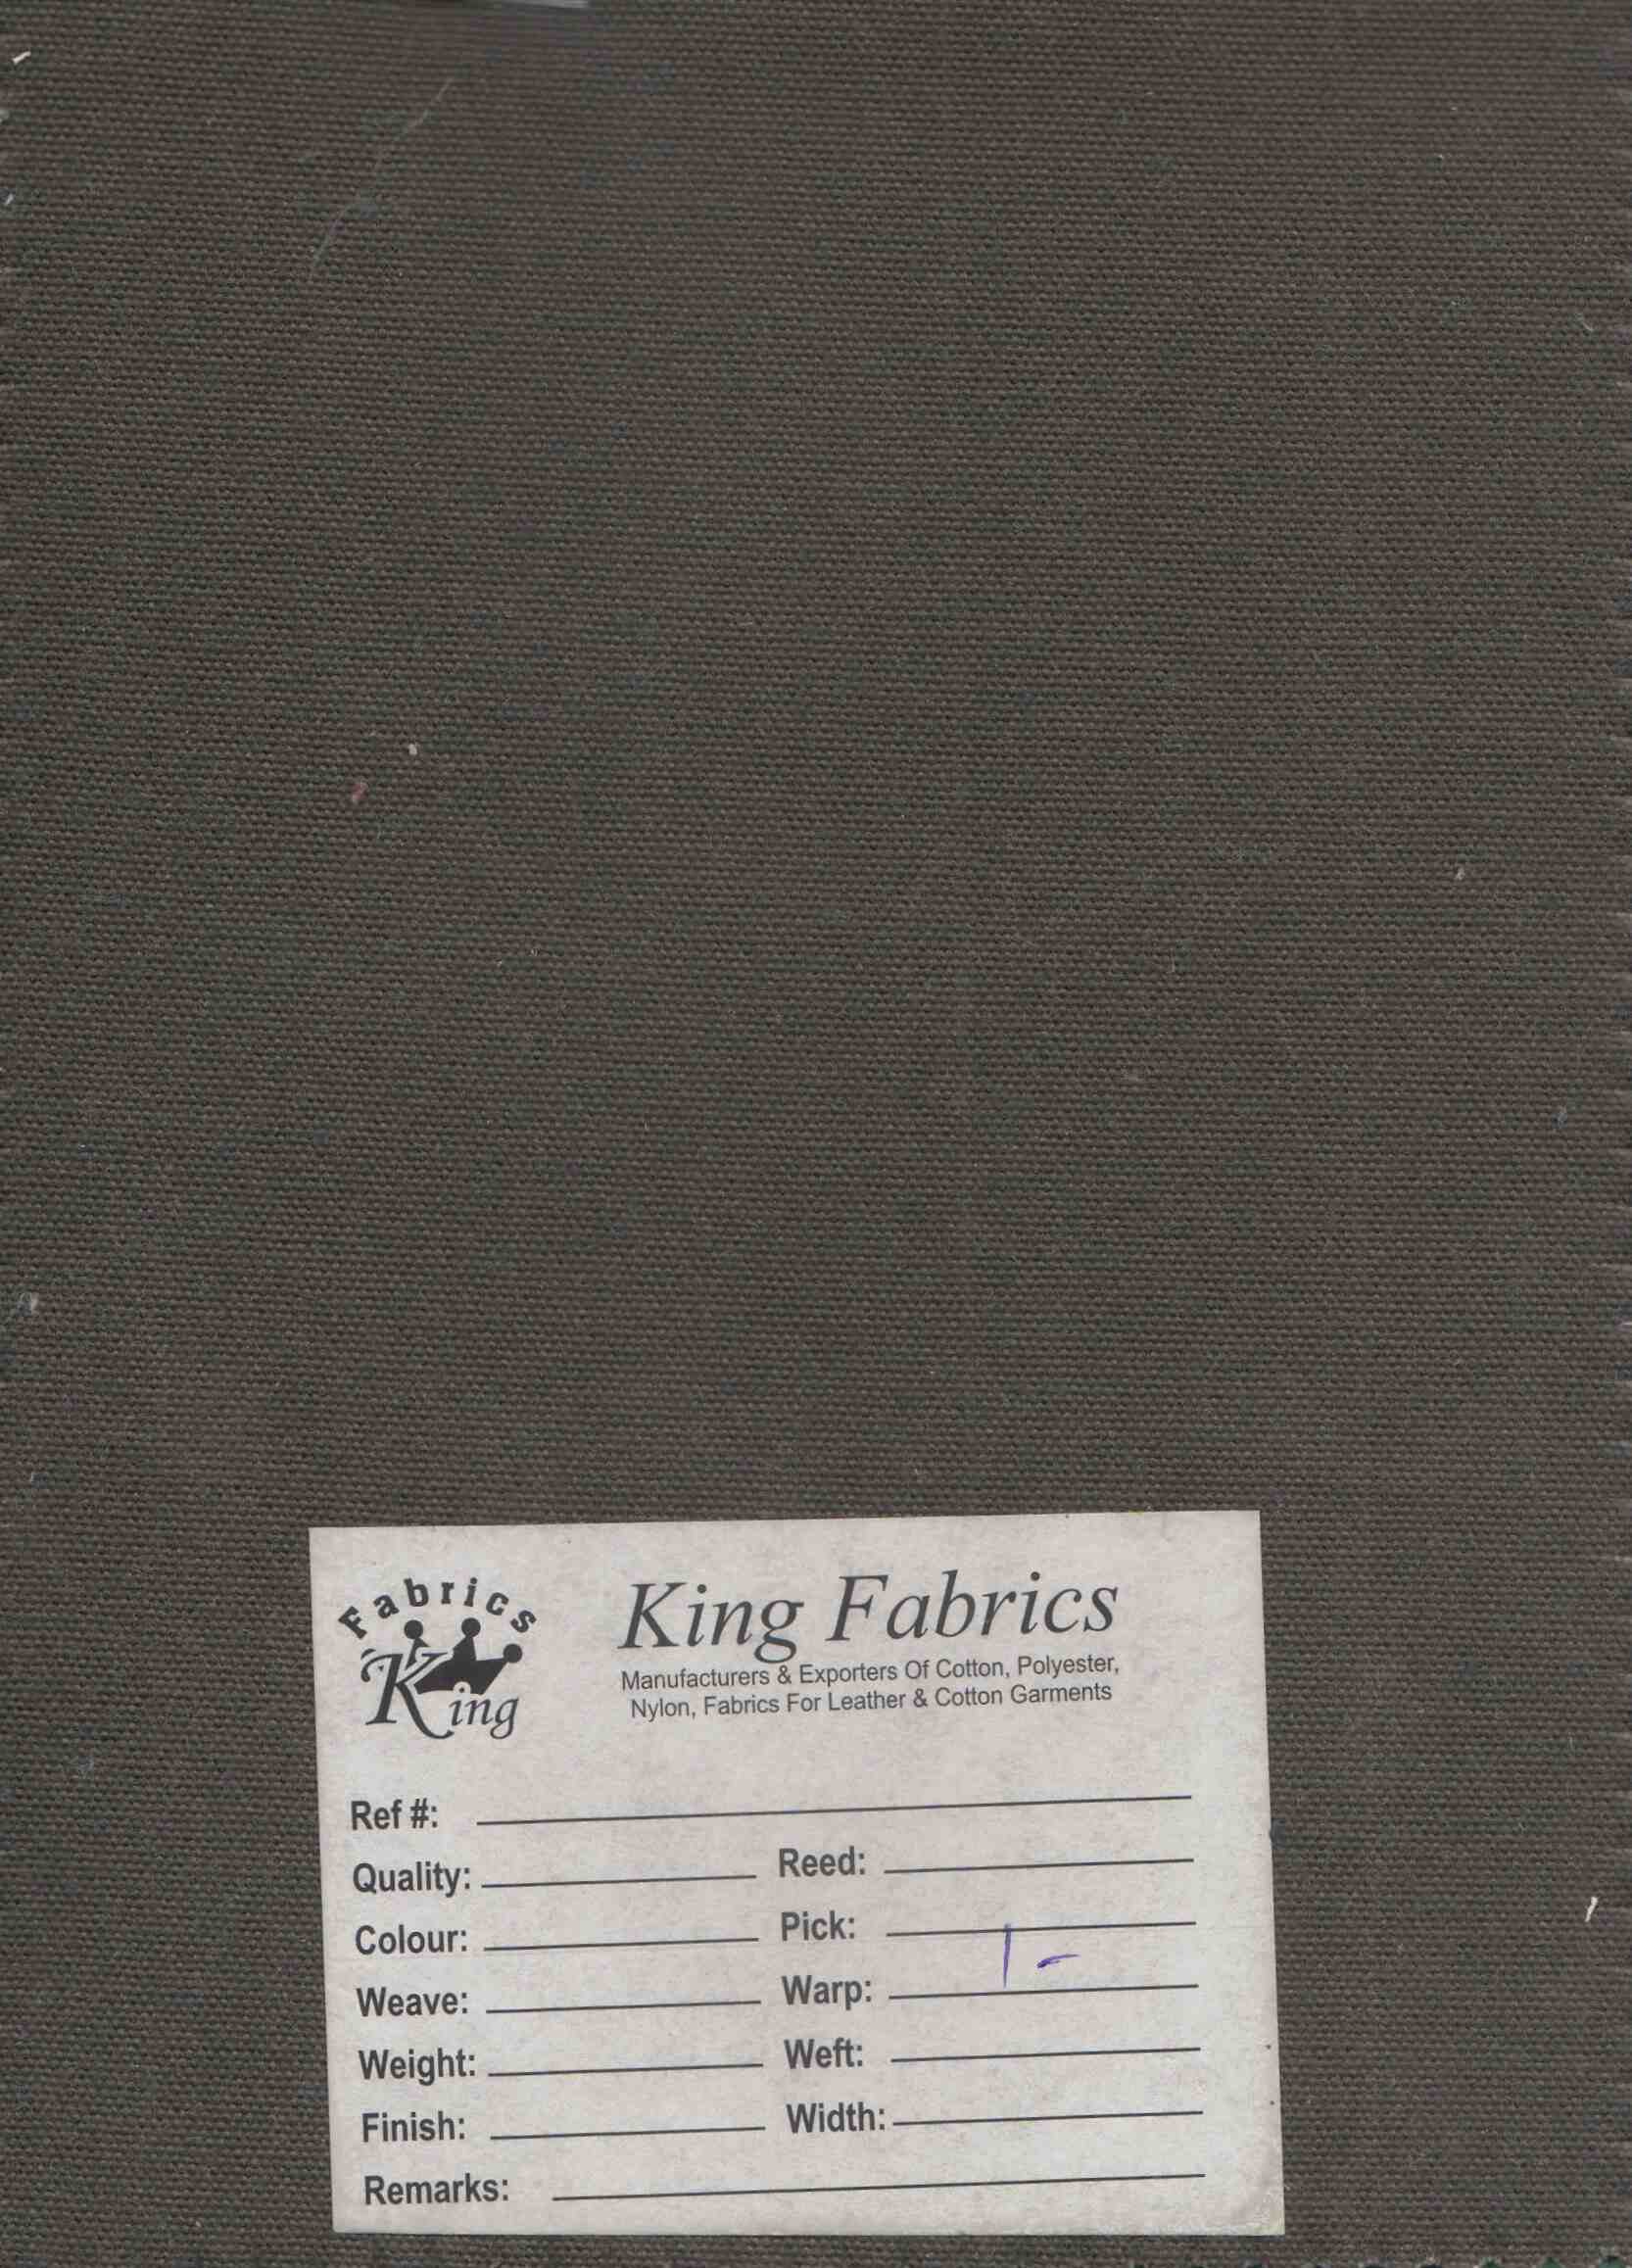 Fabrics
King
King Fabrics
Manufacturers & Exporters Of Cotton, Polyester,
Nylon, Fabrics For Leather & Cotton Garments
Ref #:
Quality: Reed:
Colour: Pick:
Weave: Warp: 1 -
Weight: Weft:
Finish: Width:
Remarks: